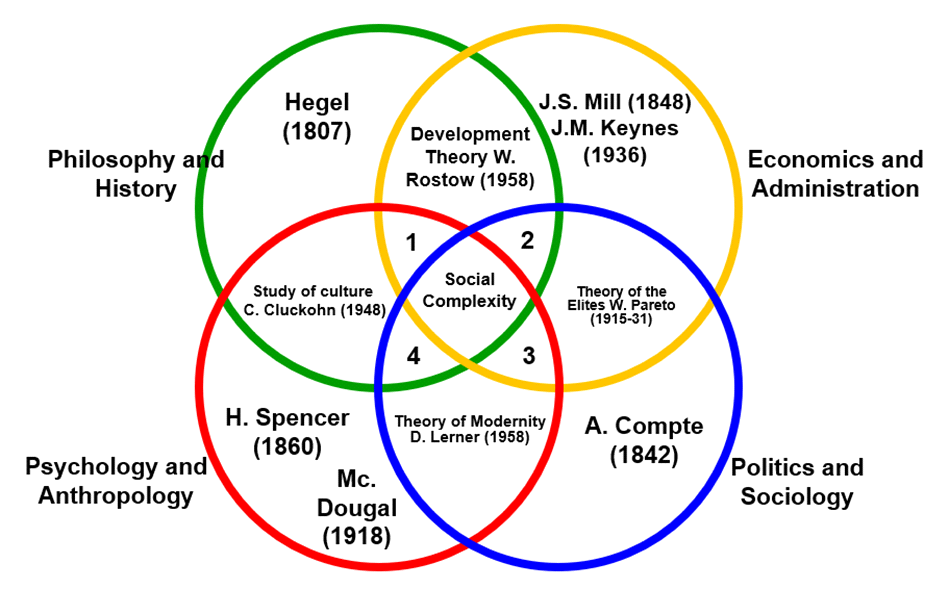 Hegel
(1807)
J.S. Mill (1848)
J.M. Keynes
(1936)
Development
Theory W.
Rostow (1958)
Philosophy and
History
Economics and
Administration
1
2
Social
Complexity
Study of culture
C. Cluckohn (1948)
Theory of the
Elites W. Pareto
(1915-31)
4
3
H. Spencer
(1860)
Theory of Modernity
D. Lerner (1958)
A. Compte
(1842)
Psychology and
Anthropology
Mc.
Dougal
(1918)
Politics and
Sociology